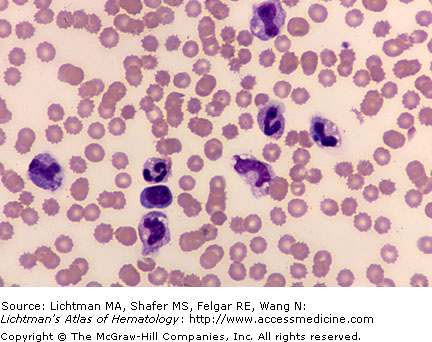 Source: Lichtman MA, Shafer MS, Felgar RE, Wang N:
Lichtman's Atlas of Hematology: http://www.accessmedicine.com
Copyright © The McGraw-Hill Companies, Inc. All rights reserved.